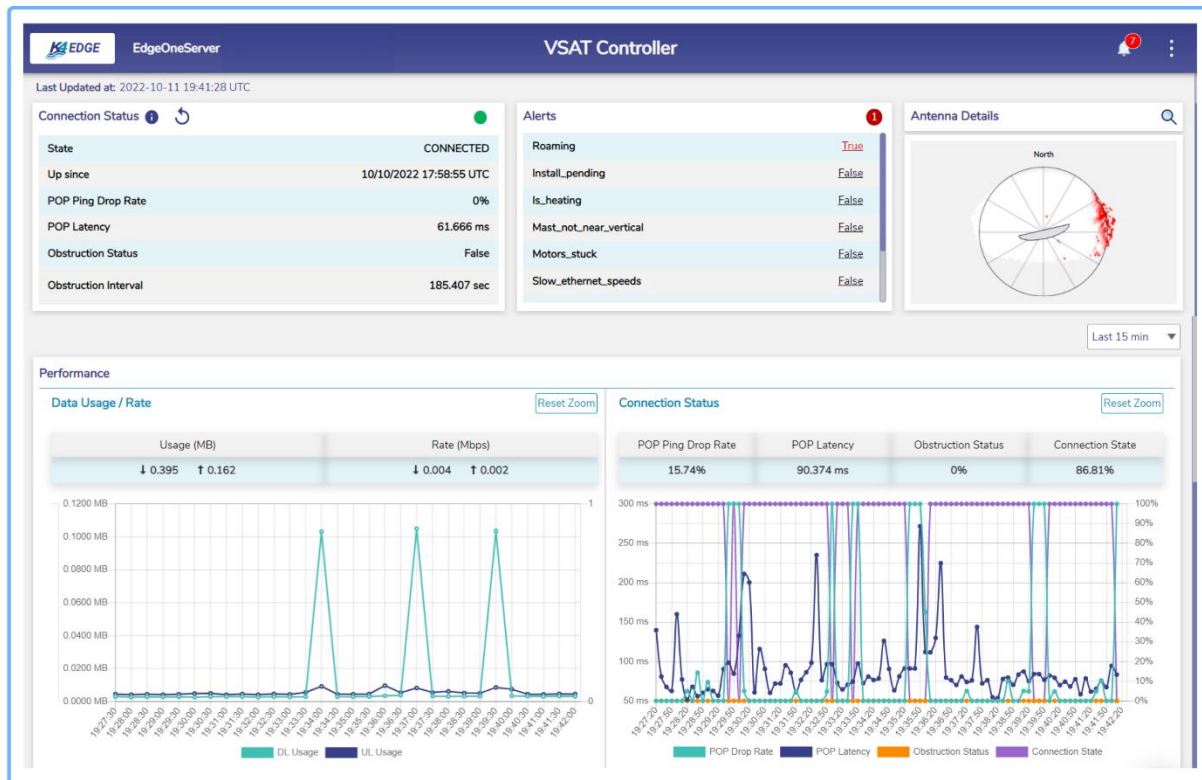 K4 EDGE EdgeOneServer VSAT Controller 7
Last Updated at: 2022-10-11 19:41:28 UTC
Connection Status i
State CONNECTED
Up since 10/10/2022 17:58:55 UTC
POP Ping Drop Rate 0%
POP Latency 61.666 ms
Obstruction Status False
Obstruction Interval 185.407 sec
Alerts 1
Roaming True
Install_pending False
Is_heating False
Mast_not_near_vertical False
Motors_stuck False
Slow_ethernet_speeds False
Antenna Details
North
Last 15 min
Performance
Data Usage / Rate Reset Zoom
Usage (MB) Rate (Mbps)
↓ 0.395 ↑ 0.162 ↓ 0.004 ↑ 0.002
0.1200 MB 1
0.1000 MB
0.0800 MB
0.0600 MB
0.0400 MB
0.0200 MB
0.0000 MB 0
DL Usage UL Usage
Connection Status Reset Zoom
POP Ping Drop Rate POP Latency Obstruction Status Connection State
15.74% 90.374 ms 0% 86.81%
300 ms 100%
90%
250 ms 80%
70%
200 ms 60%
50%
150 ms 40%
30%
100 ms 20%
10%
50 ms 0%
POP Drop Rate POP Latency Obstruction Status Connection State